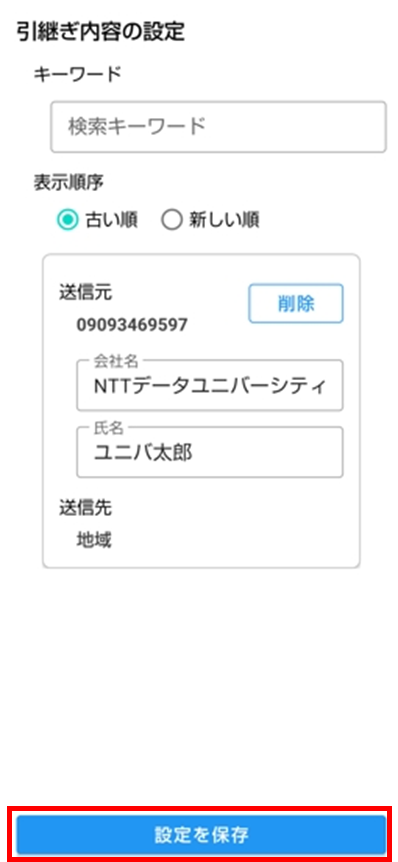 引継ぎ内容の設定
キーワード
検索キーワード
表示順序
古い順 新しい順
送信元 削除
09093469597
会社名
NTTデータユニバーシティ
氏名
ユニバ太郎
送信先
地域
設定を保存